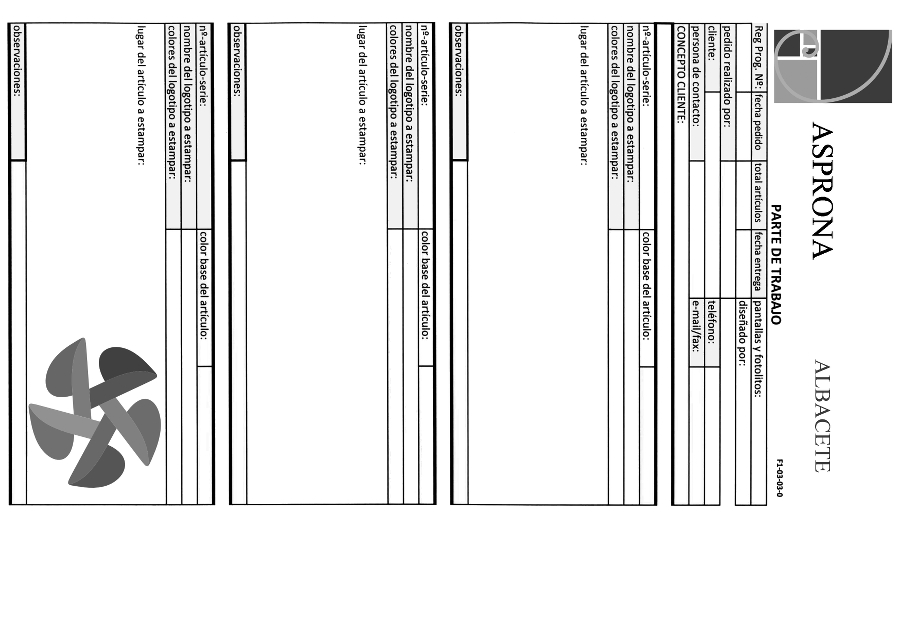 ASPRONA ALBACETE
PARTE DE TRABAJO F1-03-03-0
Reg Prog. Nº: fecha pedido total artículos fecha entrega pantallas y fotolitos:
diseñado por:
pedido realizado por:
cliente: teléfono:
persona de contacto: e-mail/fax:
CONCEPTO CLIENTE:
nº-artículo-serie: color base del artículo:
nombre del logotipo a estampar:
colores del logotipo a estampar:
lugar del artículo a estampar:
observaciones:
nº-artículo-serie: color base del artículo:
nombre del logotipo a estampar:
colores del logotipo a estampar:
lugar del artículo a estampar:
observaciones:
nº-artículo-serie: color base del artículo:
nombre del logotipo a estampar:
colores del logotipo a estampar:
lugar del artículo a estampar:
observaciones: